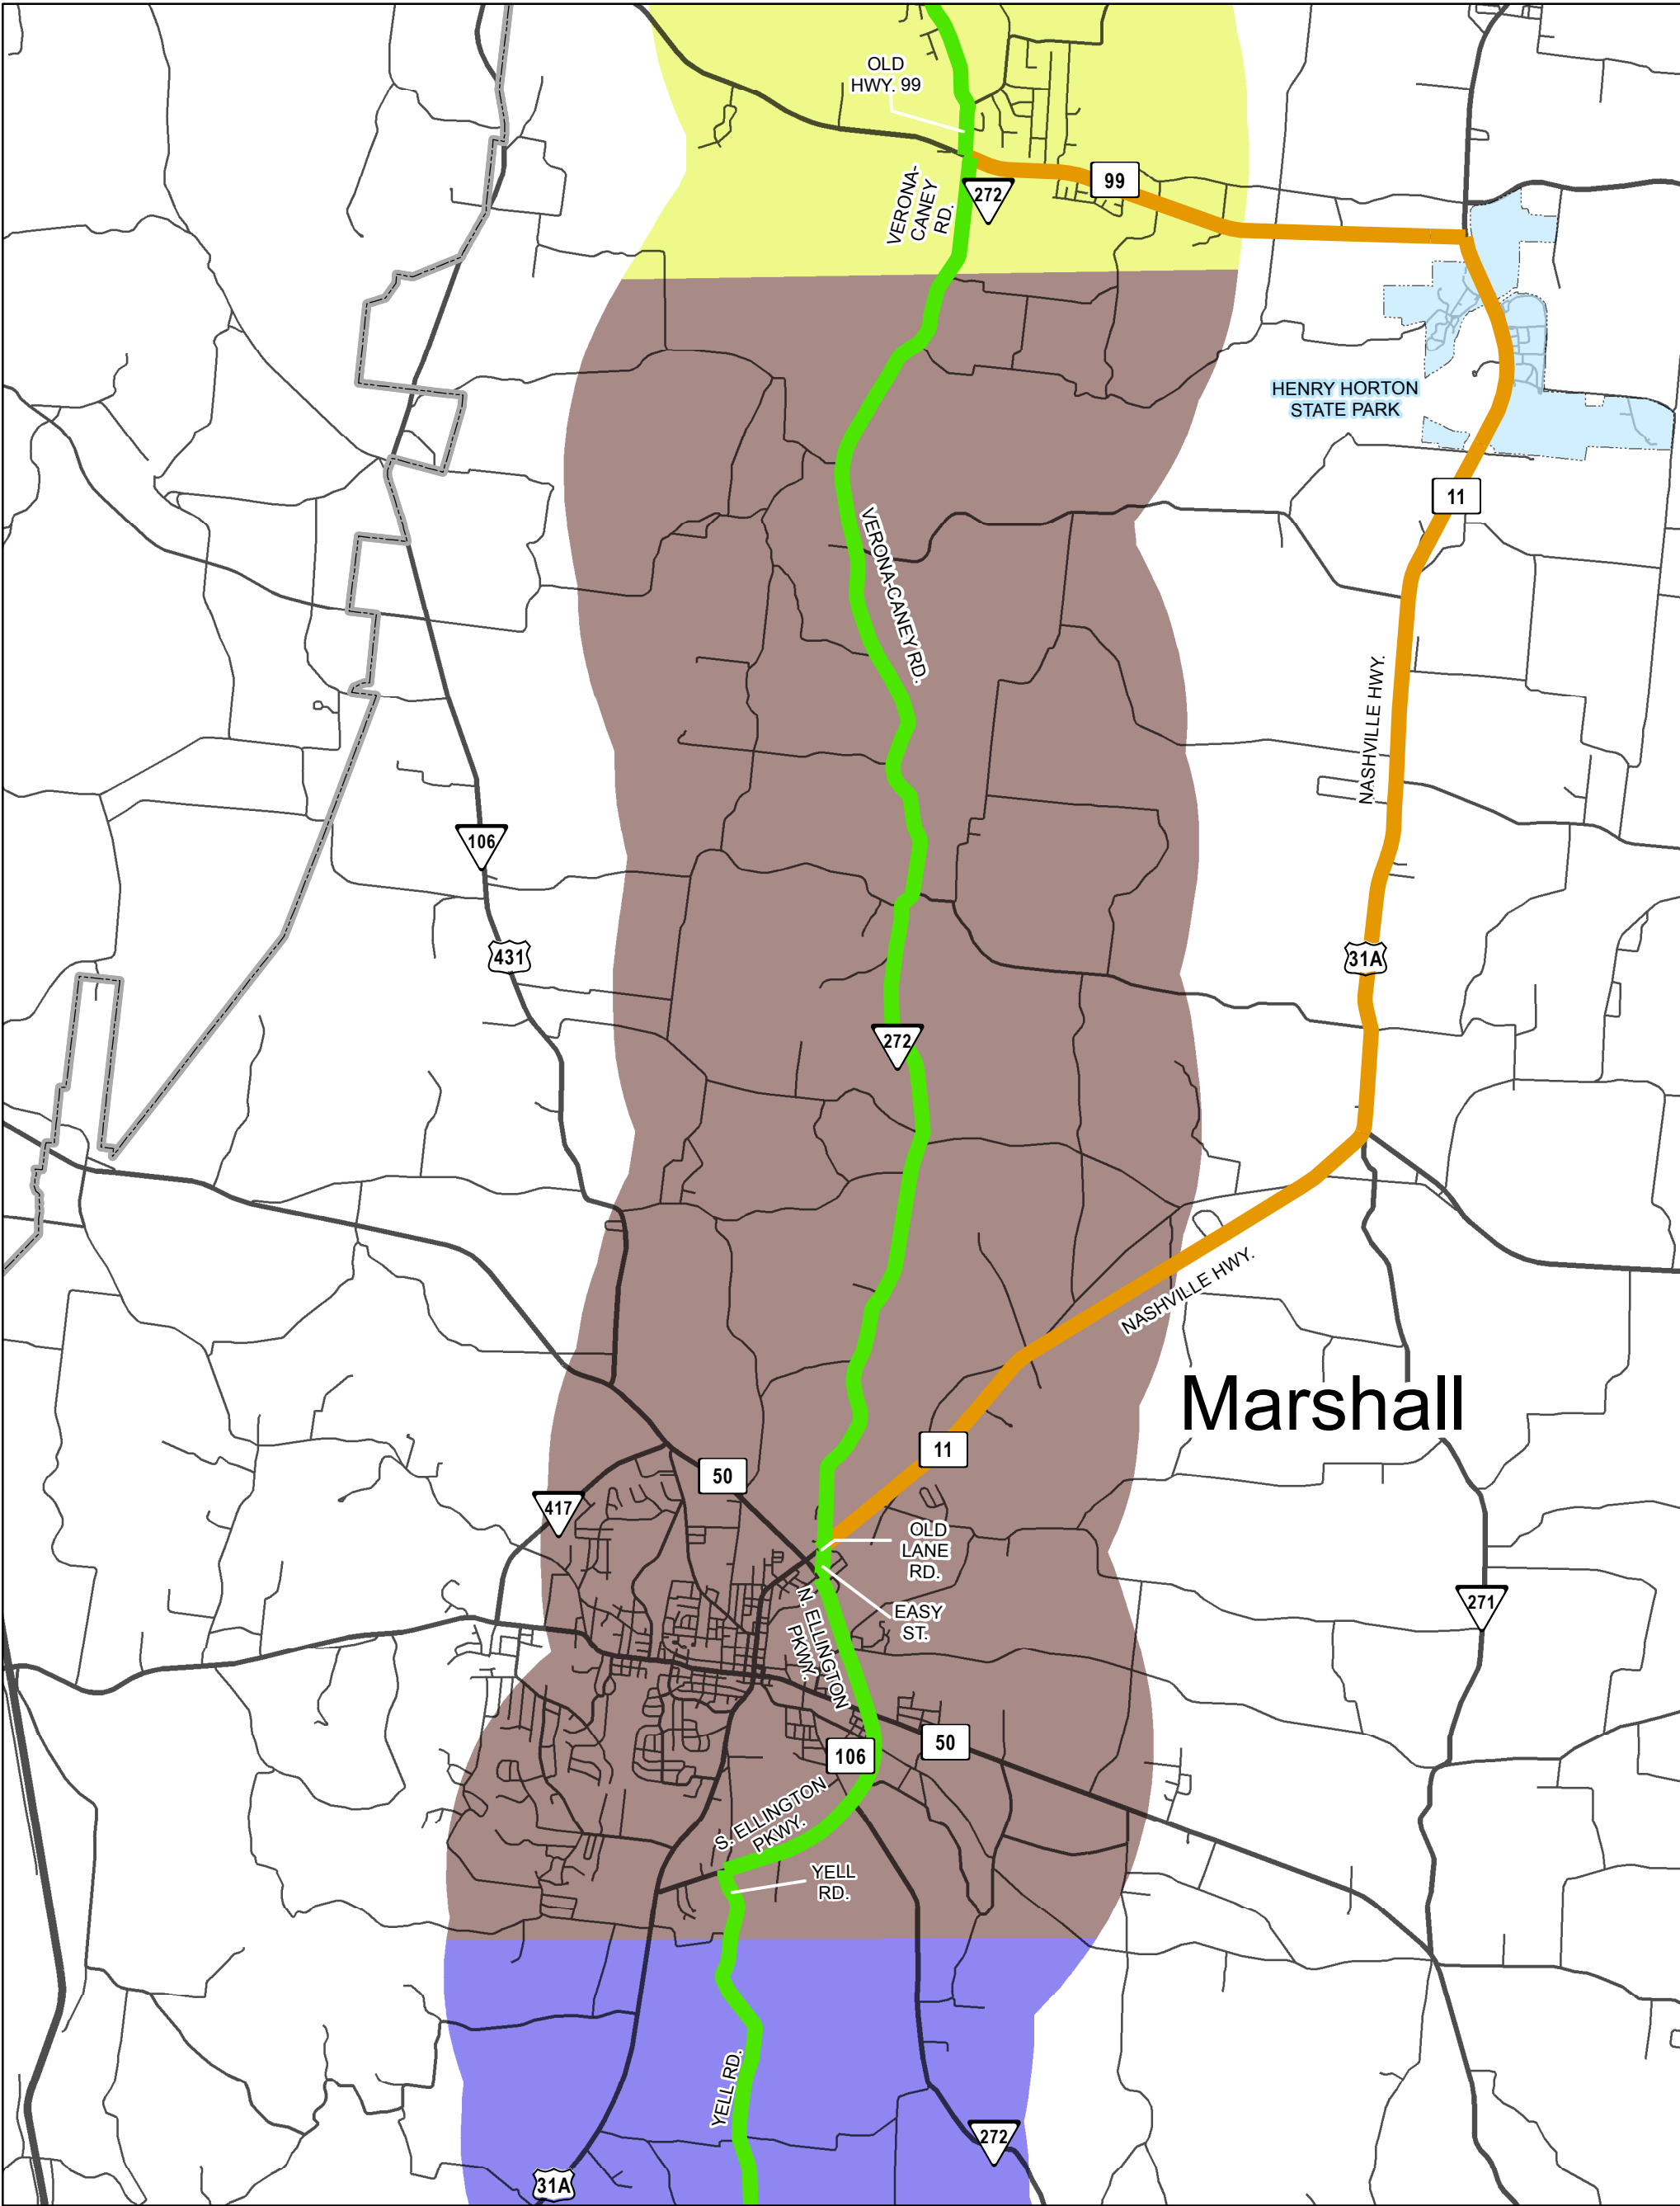 OLD
HWY. 99
99
272
VERONA-
CANEY
RD.
HENRY HORTON
STATE PARK
11
VERONA-CANEY RD.
NASHVILLE HWY.
106
431
31A
272
NASHVILLE HWY.
Marshall
11
50
417
OLD
LANE
RD.
EASY
ST.
N. ELLINGTON
PKWY.
271
106
50
S. ELLINGTON
PKWY.
YELL
RD.
YELL RD.
272
31A